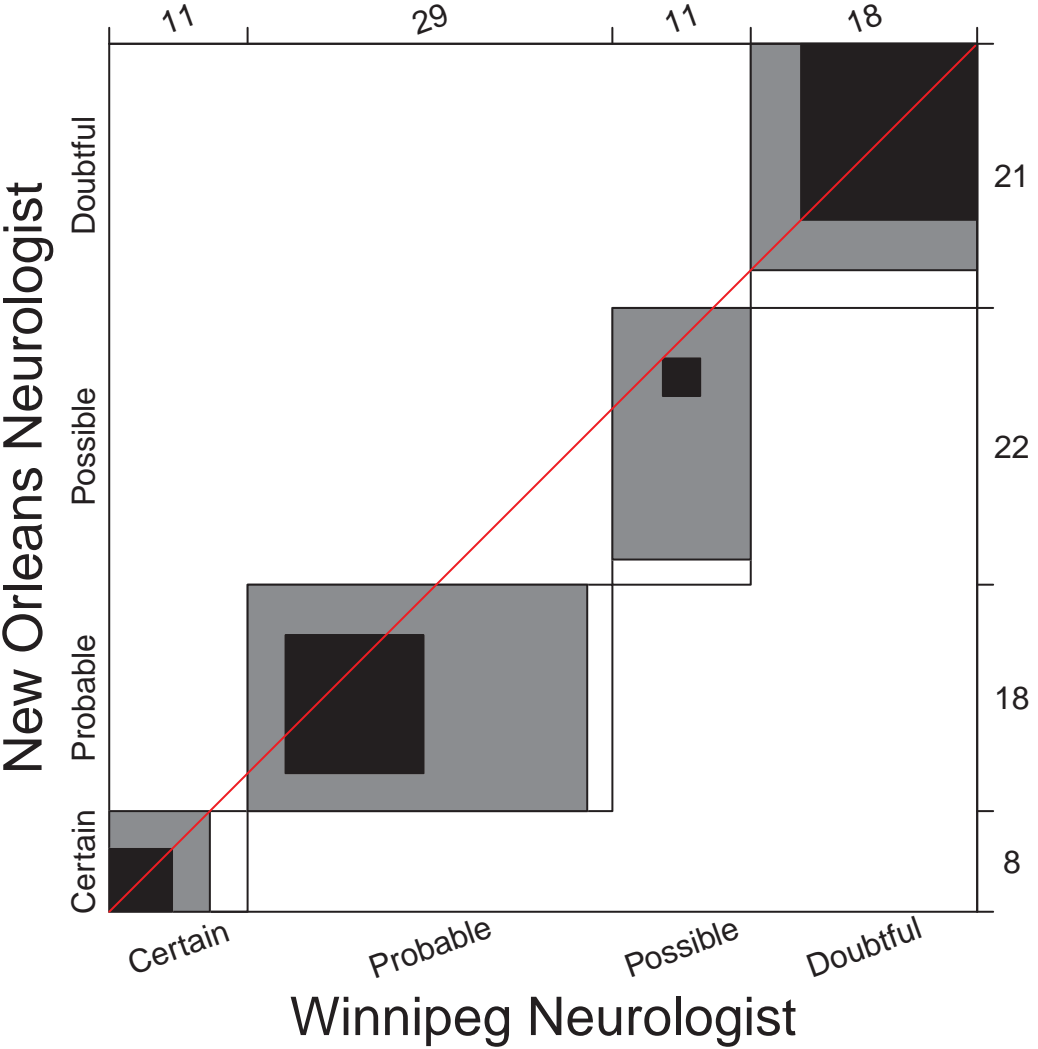 11
29
11
18
New Orleans Neurologist
Doubtful
Possible
Probable
Certain
21
22
18
8
Certain
Probable
Possible
Doubtful
Winnipeg Neurologist